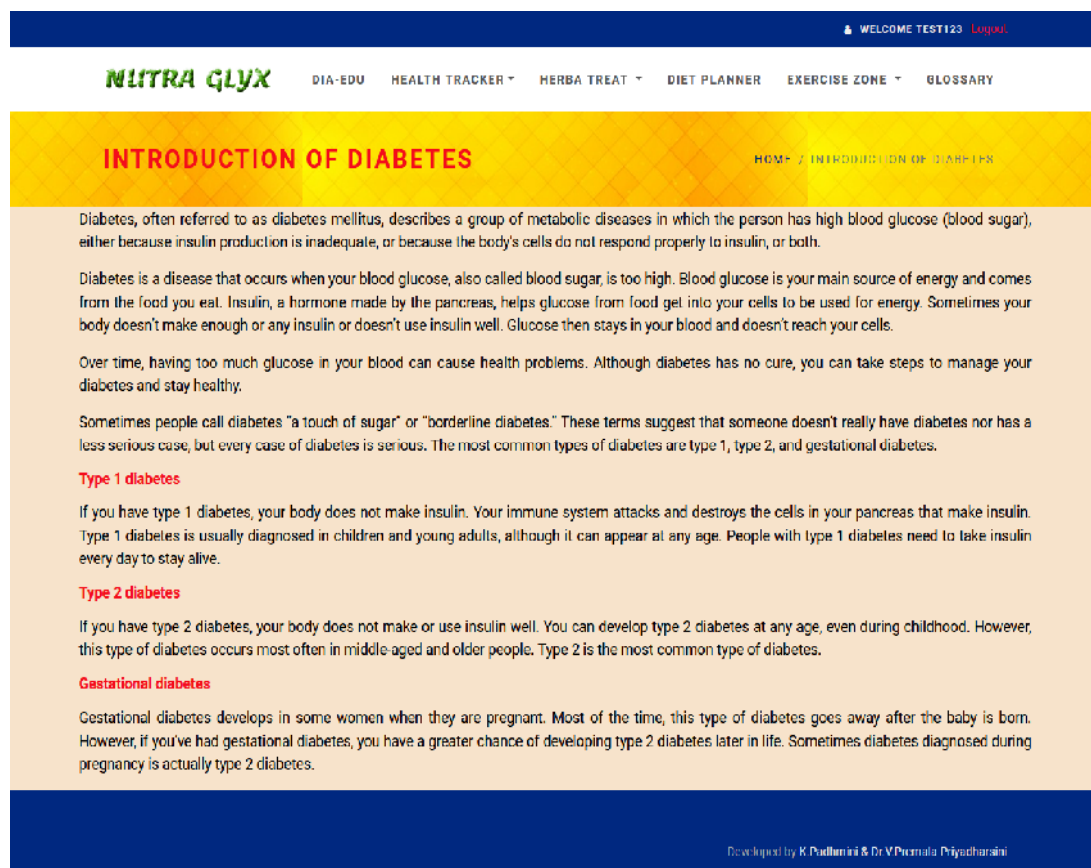 WELCOME TEST123 Logout
NUTRA GLYX DIA-EDU HEALTH TRACKER HERBA TREAT DIET PLANNER EXERCISE ZONE GLOSSARY
INTRODUCTION OF DIABETES HOME / INTRODUCTION OF DIABETES
Diabetes, often referred to as diabetes mellitus, describes a group of metabolic diseases in which the person has high blood glucose (blood sugar),
either because insulin production is inadequate, or because the body's cells do not respond properly to insulin, or both.
Diabetes is a disease that occurs when your blood glucose, also called blood sugar, is too high. Blood glucose is your main source of energy and comes
from the food you eat. Insulin, a hormone made by the pancreas, helps glucose from food get into your cells to be used for energy. Sometimes your
body doesn't make enough or any insulin or doesn't use insulin well. Glucose then stays in your blood and doesn't reach your cells.
Over time, having too much glucose in your blood can cause health problems. Although diabetes has no cure, you can take steps to manage your
diabetes and stay healthy.
Sometimes people call diabetes "a touch of sugar" or "borderline diabetes." These terms suggest that someone doesn't really have diabetes nor has a
less serious case, but every case of diabetes is serious. The most common types of diabetes are type 1, type 2, and gestational diabetes.
Type 1 diabetes
If you have type 1 diabetes, your body does not make insulin. Your immune system attacks and destroys the cells in your pancreas that make insulin.
Type 1 diabetes is usually diagnosed in children and young adults, although it can appear at any age. People with type 1 diabetes need to take insulin
every day to stay alive.
Type 2 diabetes
If you have type 2 diabetes, your body does not make or use insulin well. You can develop type 2 diabetes at any age, even during childhood. However,
this type of diabetes occurs most often in middle-aged and older people. Type 2 is the most common type of diabetes.
Gestational diabetes
Gestational diabetes develops in some women when they are pregnant. Most of the time, this type of diabetes goes away after the baby is born.
However, if you've had gestational diabetes, you have a greater chance of developing type 2 diabetes later in life. Sometimes diabetes diagnosed during
pregnancy is actually type 2 diabetes.
Developed by K.Padhmini & Dr.V.Premala Priyadharsini